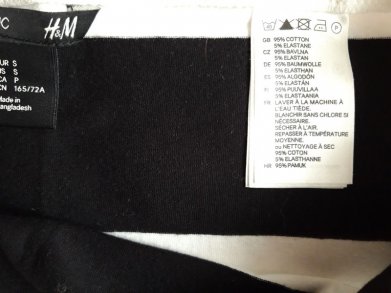 IC
H&M
EUR S
US S
CA P
CN 165/72A
Made in
Bangladesh
P
GB 95% COTTON
5% ELASTANE
CZ 95% BAVLNA
5% ELASTAN
DE 95% BAUMWOLLE
5% ELASTHAN
ES 95% ALGODÓN
5% ELASTÁN
FI 95% PUUVILLAA
5% ELASTAANIA
FR LAVER À LA MACHINE À
L'EAU TIÈDE.
BLANCHIR SANS CHLORE SI
NÉCESSAIRE.
SÉCHER À L'AIR.
REPASSER À TEMPÉRATURE
MOYENNE.
ou NETTOYAGE À SEC
95% COTON
5% ELASTHANNE
HR 95% PAMUK